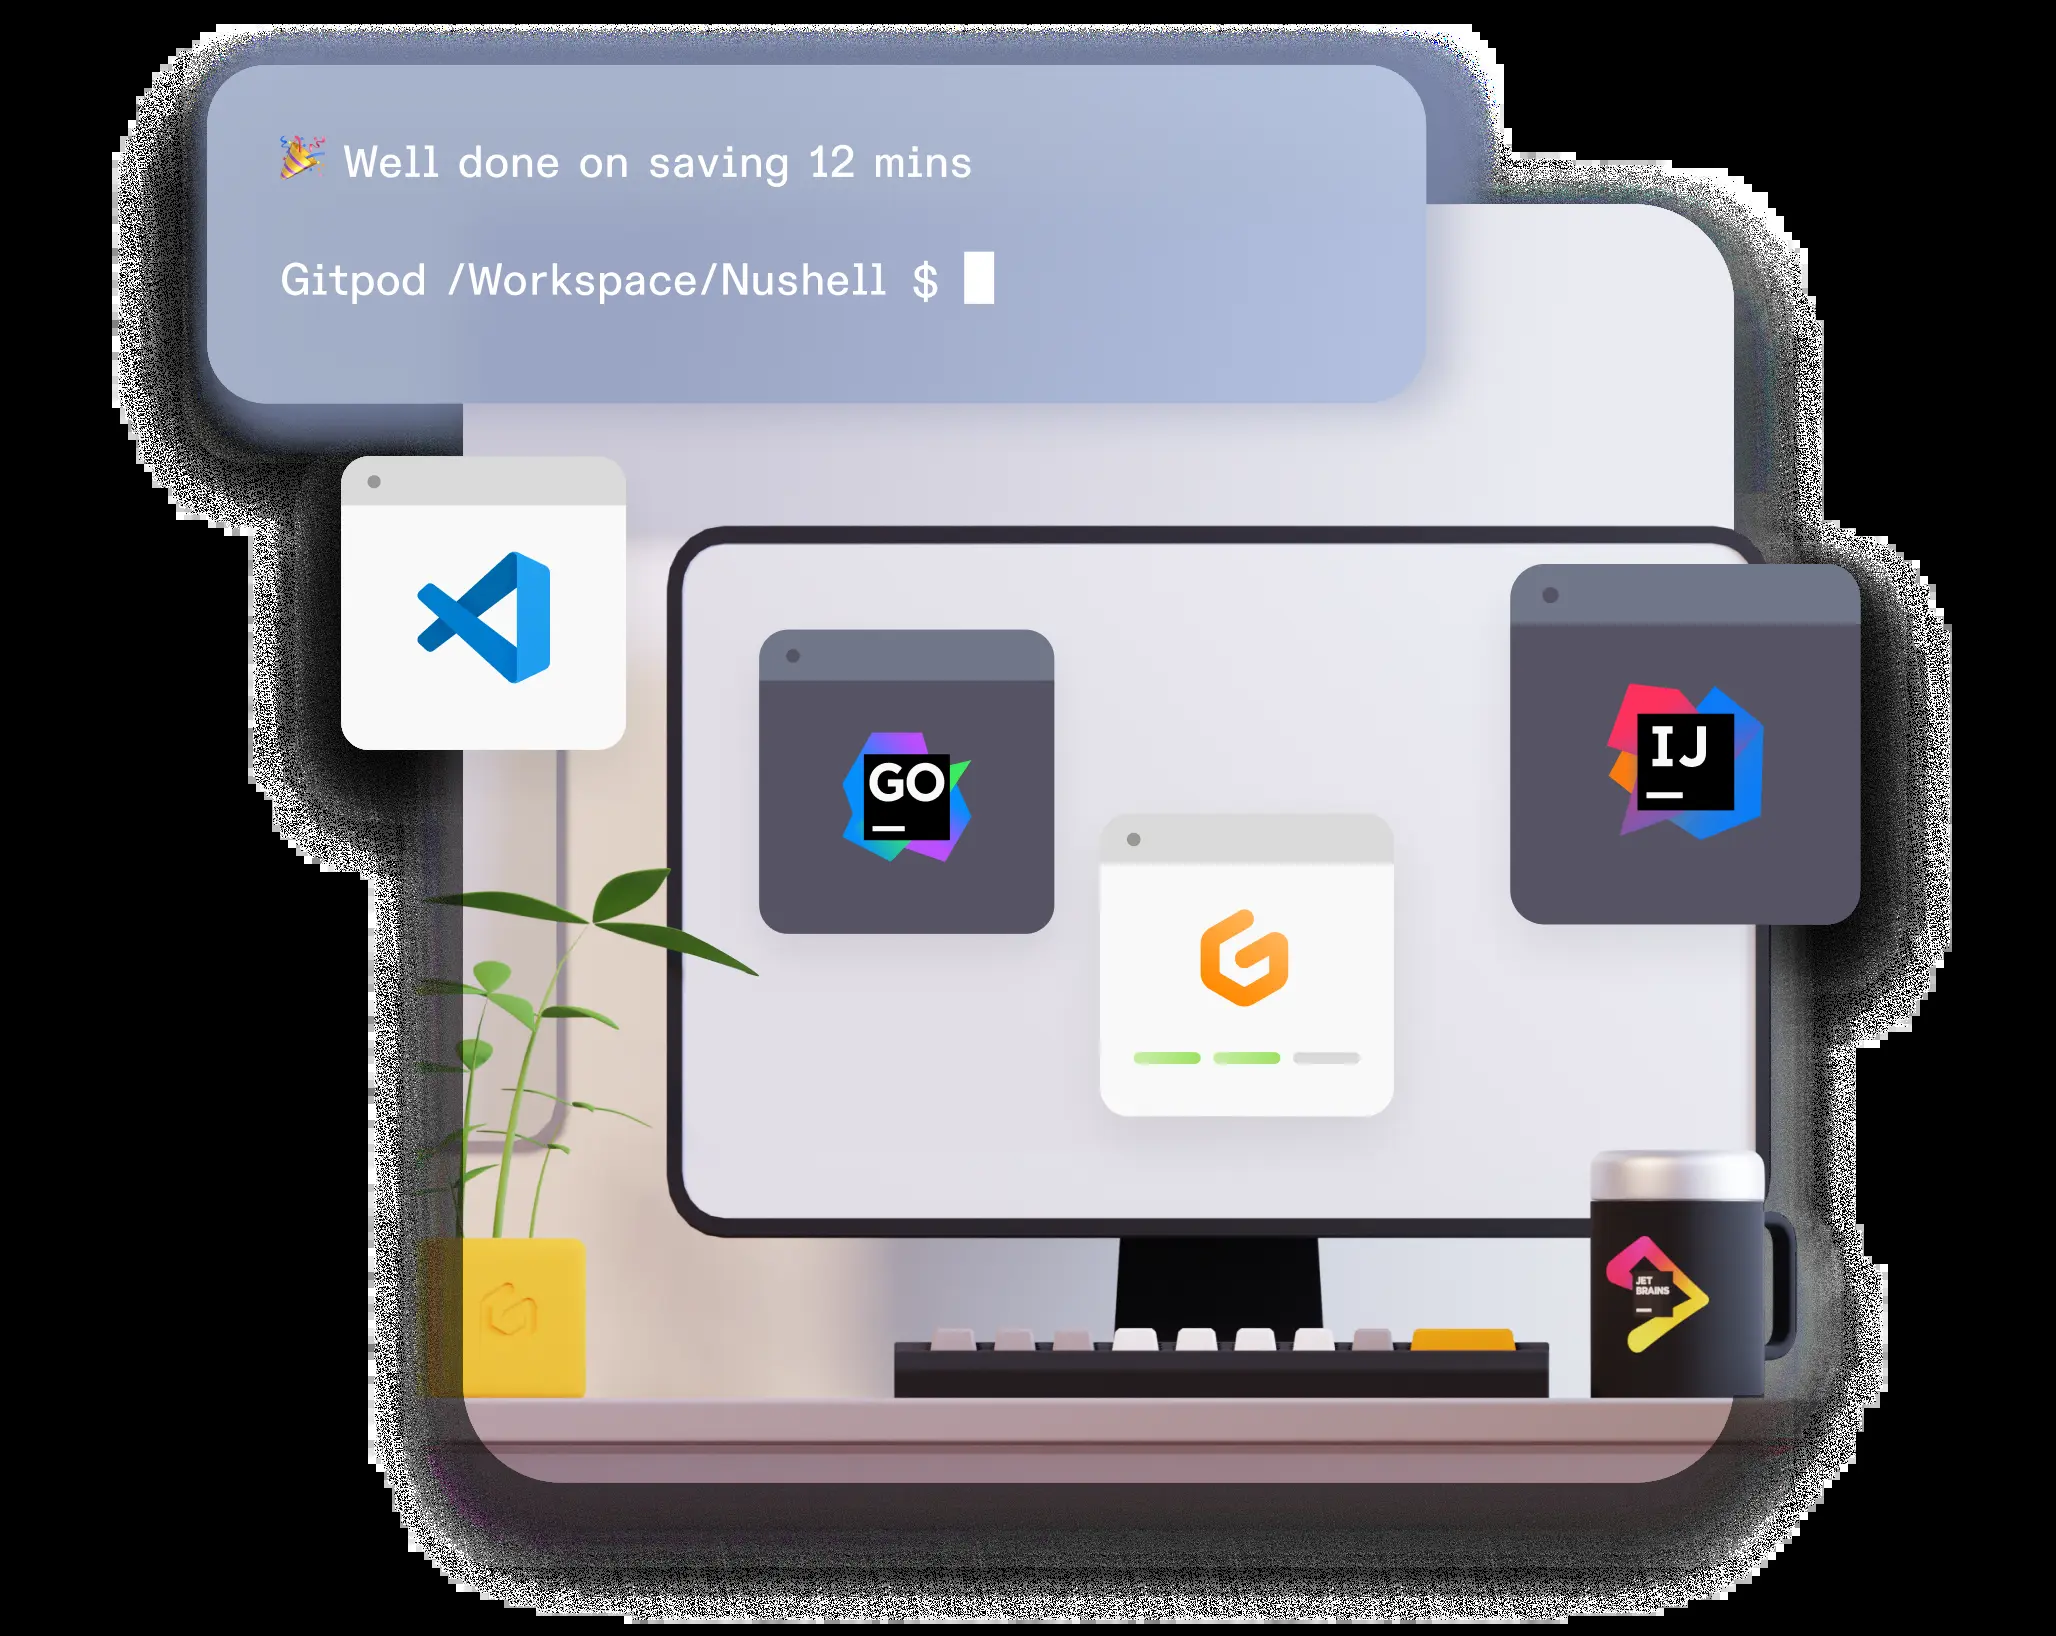 🎉 Well done on saving 12 mins
Gitpod /Workspace/Nushell $
GO
IJ
JET
BRAINS